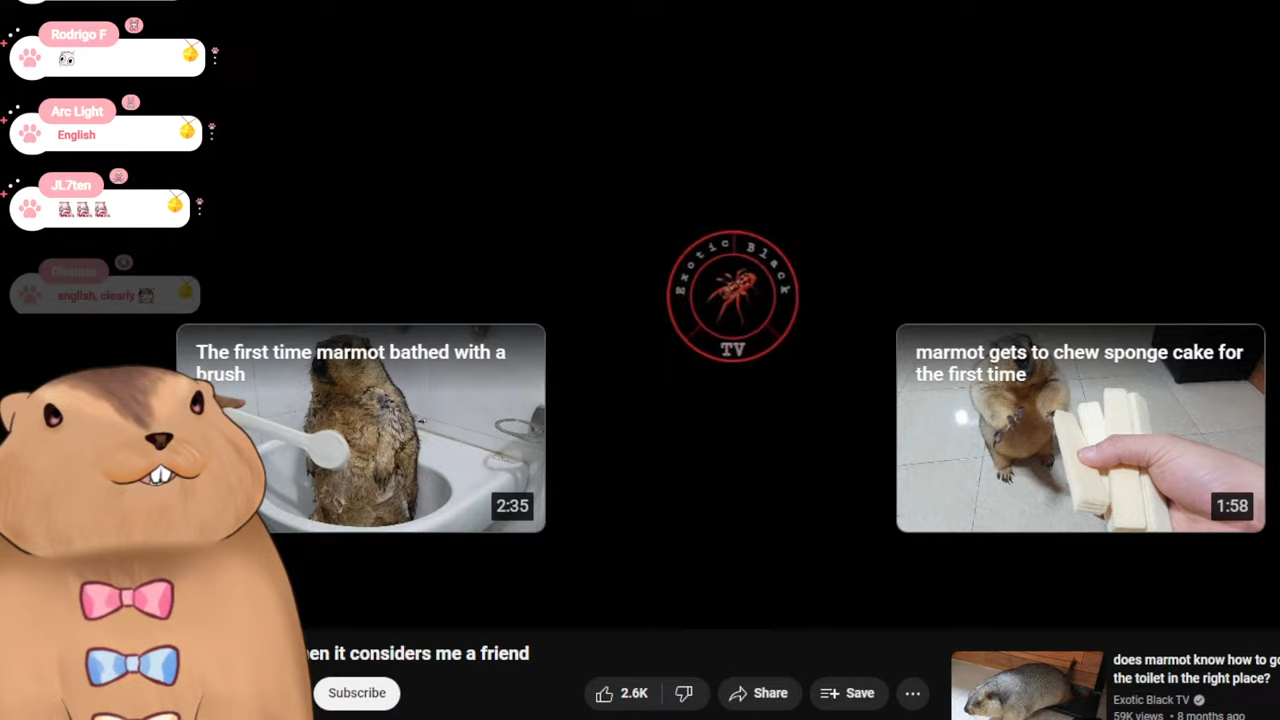 Rodrigo F
Arc Light
English
JL7ten
english, clearly
Exotic Black
TV
The first time marmot bathed with a
brush
2:35
marmot gets to chew sponge cake for
the first time
1:58
it considers me a friend
Subscribe
2.6K
Share
Save
does marmot know how to
the toilet in the right place?
Exotic Black TV
59K views • 8 months ago